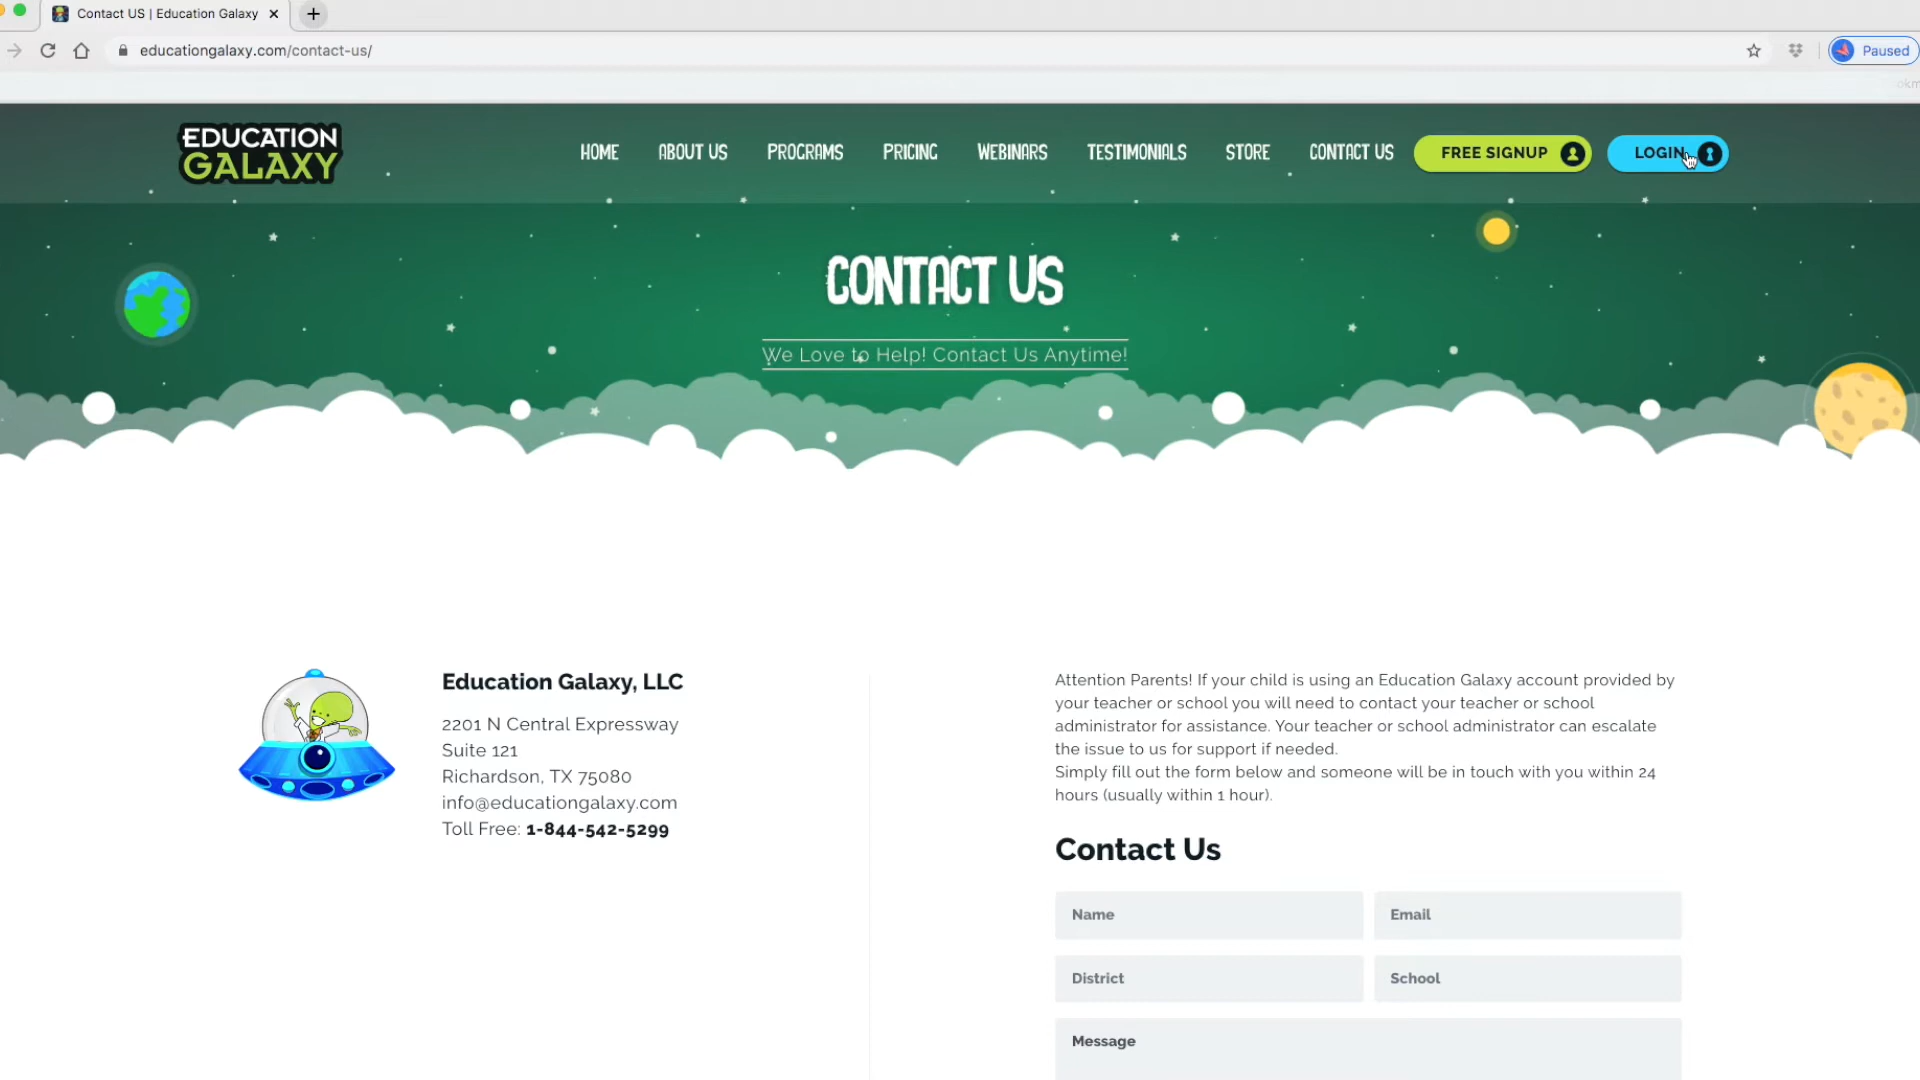 Contact US | Education Galaxy
educationgalaxy.com/contact-us/
Paused
EDUCATION
GALAXY
HOME
ABOUT US
PROGRAMS
PRICING
WEBINARS
TESTIMONIALS
STORE
CONTACT US
FREE SIGNUP
LOGIN
CONTACT US
We Love to Help! Contact Us Anytime!
Education Galaxy, LLC
2201 N Central Expressway
Suite 121
Richardson, TX 75080
info@educationgalaxy.com
Toll Free: 1-844-542-5299
Attention Parents! If your child is using an Education Galaxy account provided by
your teacher or school you will need to contact your teacher or school
administrator for assistance. Your teacher or school administrator can escalate
the issue to us for support if needed.
Simply fill out the form below and someone will be in touch with you within 24
hours (usually within 1 hour).
Contact Us
Name
Email
District
School
Message